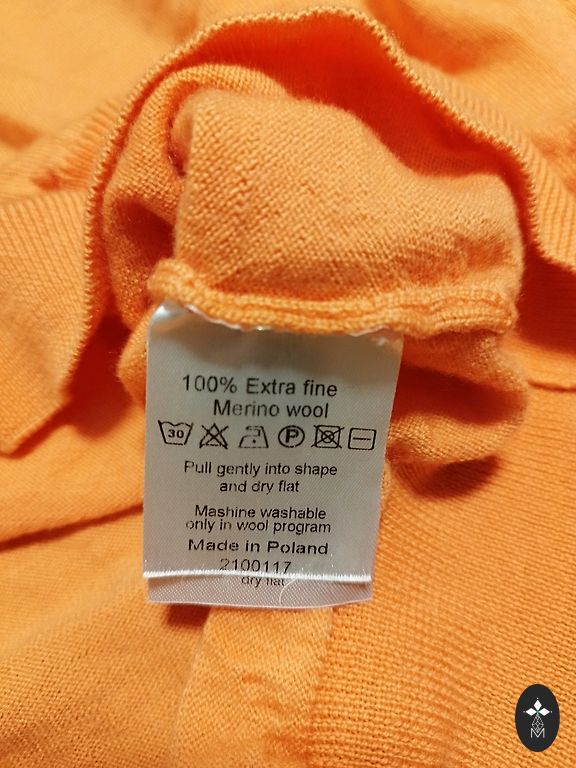 100% Extra fine
Merino wool
30 P
Pull gently into shape
and dry flat
Mashine washable
only in wool program
Made in Poland
2100117
dry flat
M